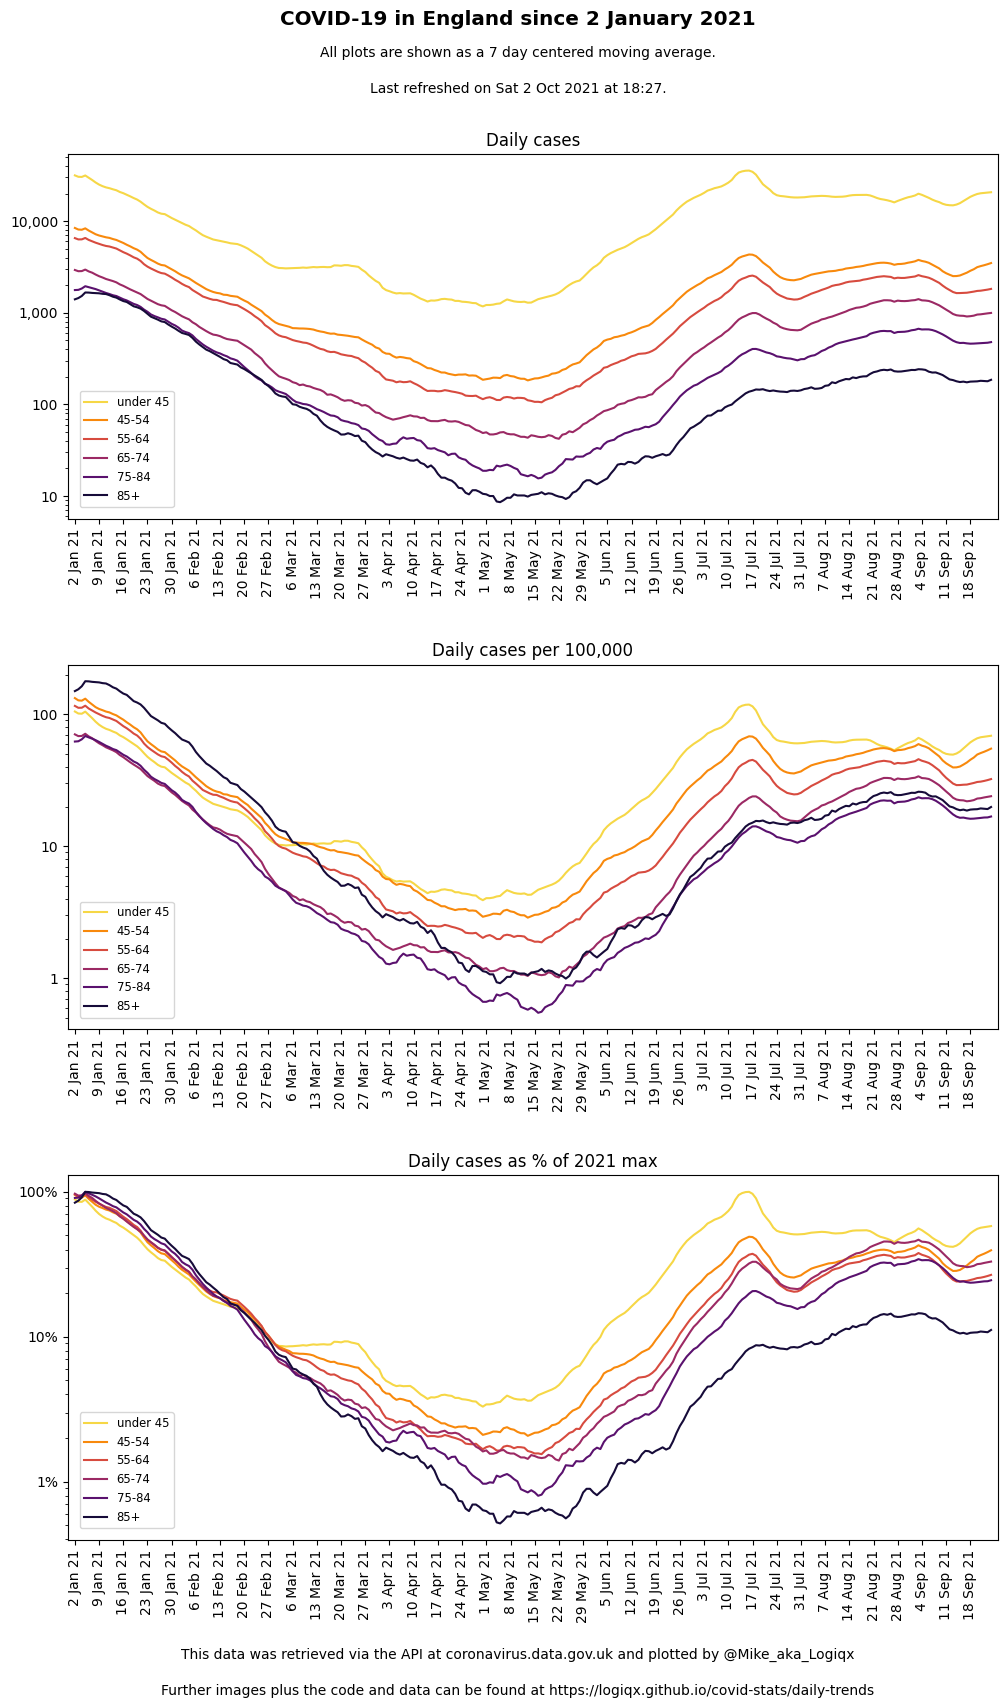 COVID-19 in England since 2 January 2021
All plots are shown as a 7 day centered moving average.
Last refreshed on Sat 2 Oct 2021 at 18:27.
Daily cases
10,000
1,000
100
10
under 45
45-54
55-64
65-74
75-84
85+
2 Jan 21
9 Jan 21
16 Jan 21
23 Jan 21
30 Jan 21
6 Feb 21
13 Feb 21
20 Feb 21
27 Feb 21
6 Mar 21
13 Mar 21
20 Mar 21
27 Mar 21
3 Apr 21
10 Apr 21
17 Apr 21
24 Apr 21
1 May 21
8 May 21
15 May 21
22 May 21
29 May 21
5 Jun 21
12 Jun 21
19 Jun 21
26 Jun 21
3 Jul 21
10 Jul 21
17 Jul 21
24 Jul 21
31 Jul 21
7 Aug 21
14 Aug 21
21 Aug 21
28 Aug 21
4 Sep 21
11 Sep 21
18 Sep 21
Daily cases per 100,000
100
10
1
under 45
45-54
55-64
65-74
75-84
85+
2 Jan 21
9 Jan 21
16 Jan 21
23 Jan 21
30 Jan 21
6 Feb 21
13 Feb 21
20 Feb 21
27 Feb 21
6 Mar 21
13 Mar 21
20 Mar 21
27 Mar 21
3 Apr 21
10 Apr 21
17 Apr 21
24 Apr 21
1 May 21
8 May 21
15 May 21
22 May 21
29 May 21
5 Jun 21
12 Jun 21
19 Jun 21
26 Jun 21
3 Jul 21
10 Jul 21
17 Jul 21
24 Jul 21
31 Jul 21
7 Aug 21
14 Aug 21
21 Aug 21
28 Aug 21
4 Sep 21
11 Sep 21
18 Sep 21
Daily cases as % of 2021 max
100%
10%
1%
under 45
45-54
55-64
65-74
75-84
85+
2 Jan 21
9 Jan 21
16 Jan 21
23 Jan 21
30 Jan 21
6 Feb 21
13 Feb 21
20 Feb 21
27 Feb 21
6 Mar 21
13 Mar 21
20 Mar 21
27 Mar 21
3 Apr 21
10 Apr 21
17 Apr 21
24 Apr 21
1 May 21
8 May 21
15 May 21
22 May 21
29 May 21
5 Jun 21
12 Jun 21
19 Jun 21
26 Jun 21
3 Jul 21
10 Jul 21
17 Jul 21
24 Jul 21
31 Jul 21
7 Aug 21
14 Aug 21
21 Aug 21
28 Aug 21
4 Sep 21
11 Sep 21
18 Sep 21
This data was retrieved via the API at coronavirus.data.gov.uk and plotted by @Mike_aka_Logiqx
Further images plus the code and data can be found at https://logiqx.github.io/covid-stats/daily-trends